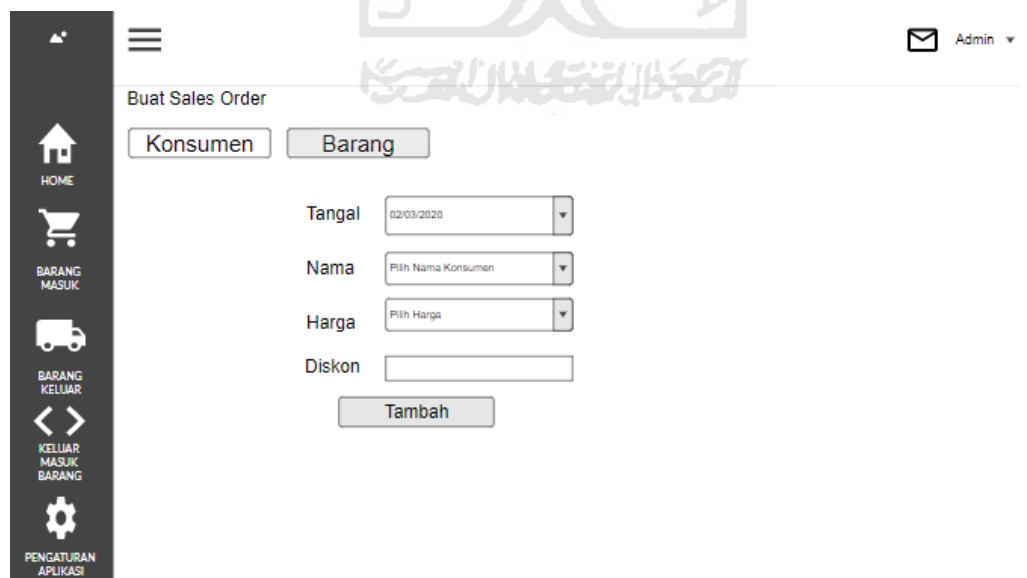 Admin
Buat Sales Order
Konsumen
Barang
HOME
BARANG
MASUK
BARANG
KELUAR
KELUAR
MASUK
BARANG
PENGATURAN
APLIKASI
Tangal
02/03/2020
Nama
Pilih Nama Konsumen
Harga
Pilih Harga
Diskon
Tambah